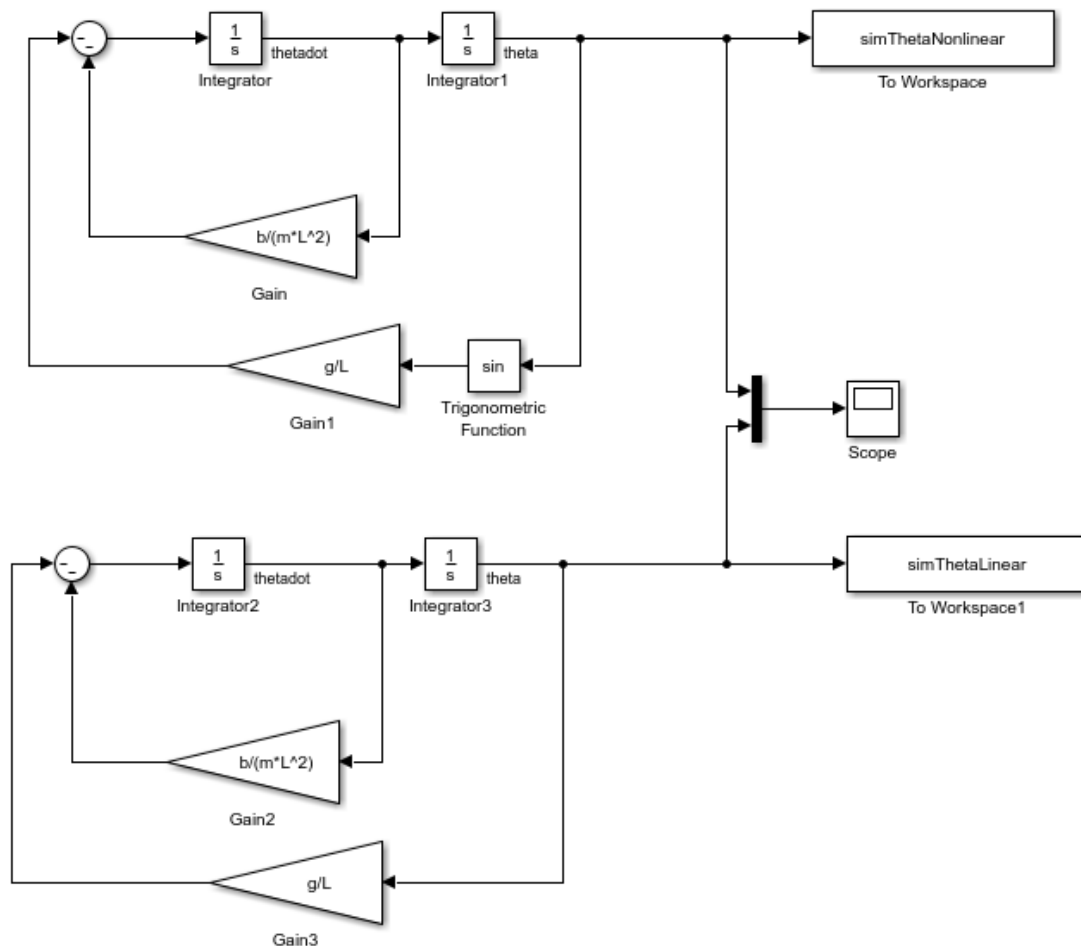 1
s
thetadot
Integrator
1
s
theta
Integrator1
simThetaNonlinear
To Workspace
b/(m*L^2)
Gain
g/L
Gain1
sin
Trigonometric
Function
Scope
1
s
thetadot
Integrator2
1
s
theta
Integrator3
simThetaLinear
To Workspace1
b/(m*L^2)
Gain2
g/L
Gain3